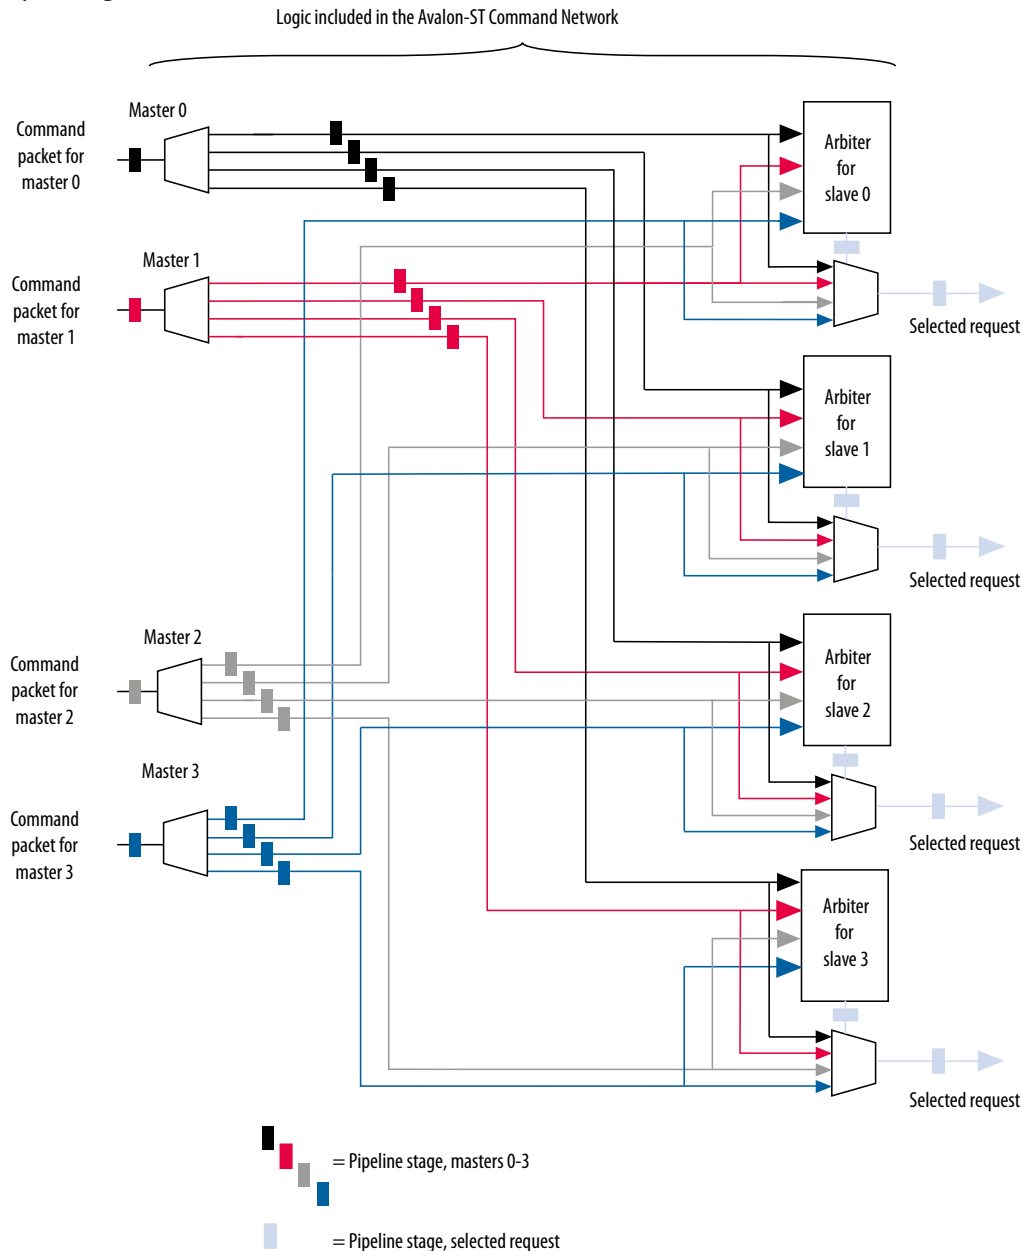 Logic included in the Avalon-ST Command Network
Master 0
Command
packet for
master 0
Arbiter
for
slave 0
Master 1
Command
packet for
master 1
Selected request
Arbiter
for
slave 1
Selected request
Master 2
Command
packet for
master 2
Arbiter
for
slave 2
Master 3
Command
packet for
master 3
Selected request
Arbiter
for
slave 3
Selected request
= Pipeline stage, masters 0-3
= Pipeline stage, selected request